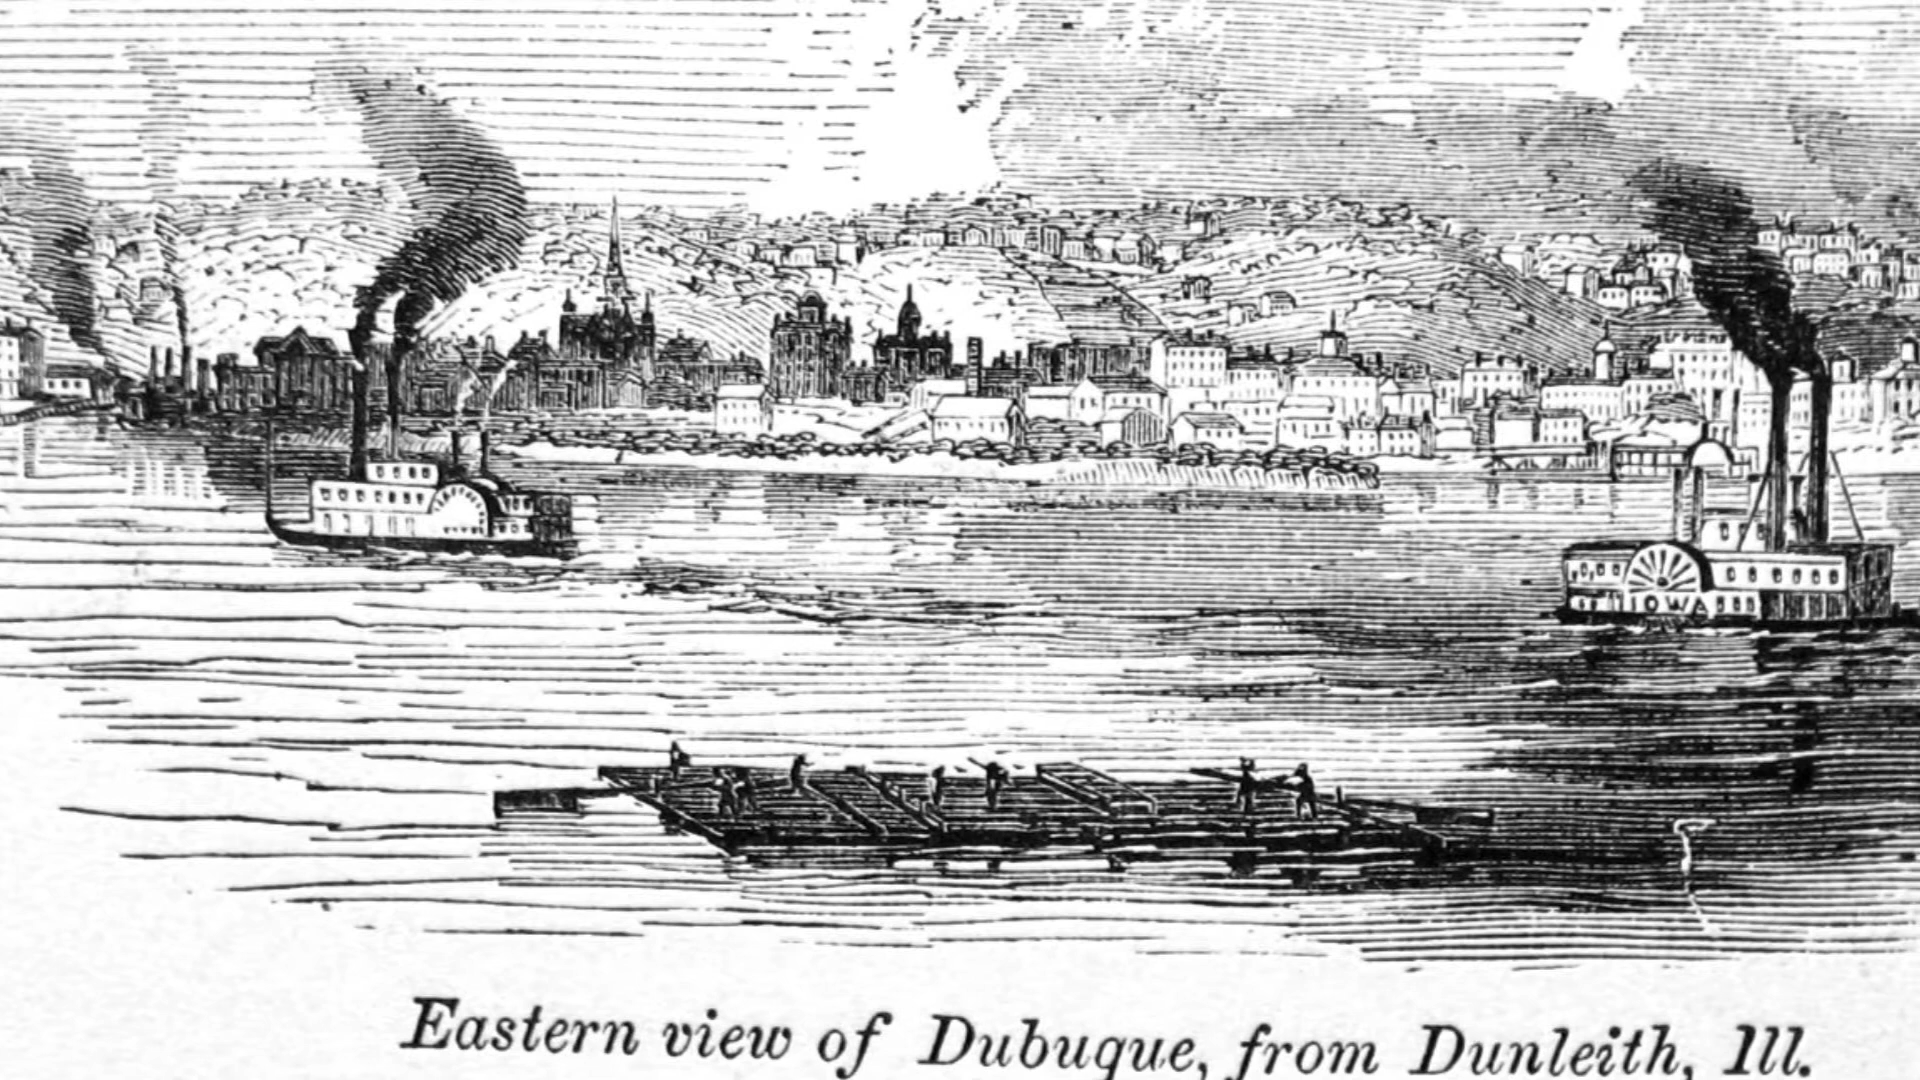 IOWA
Eastern view of Dubuque, from Dunleith, Ill.